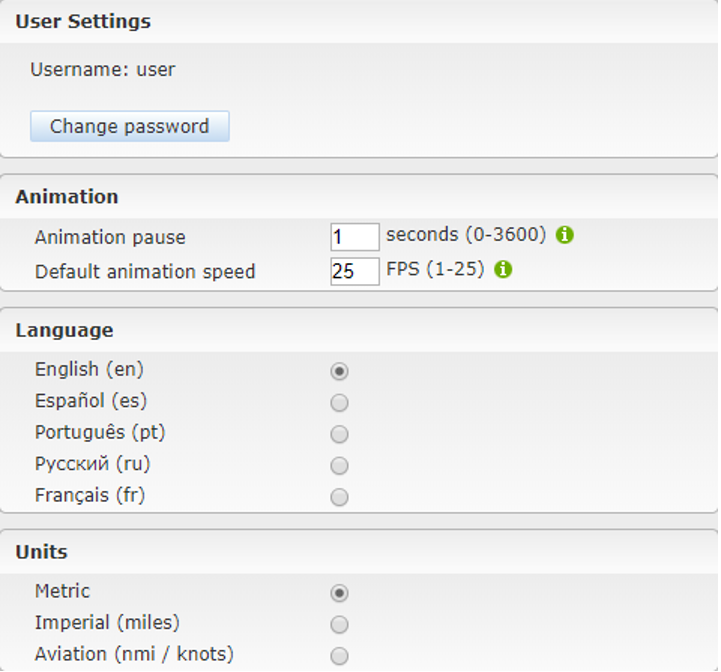 User Settings
Username: user
Change password
Animation
Animation pause 1 seconds (0-3600)
Default animation speed 25 FPS (1-25)
Language
English (en)
Español (es)
Português (pt)
Русский (ru)
Français (fr)
Units
Metric
Imperial (miles)
Aviation (nmi / knots)